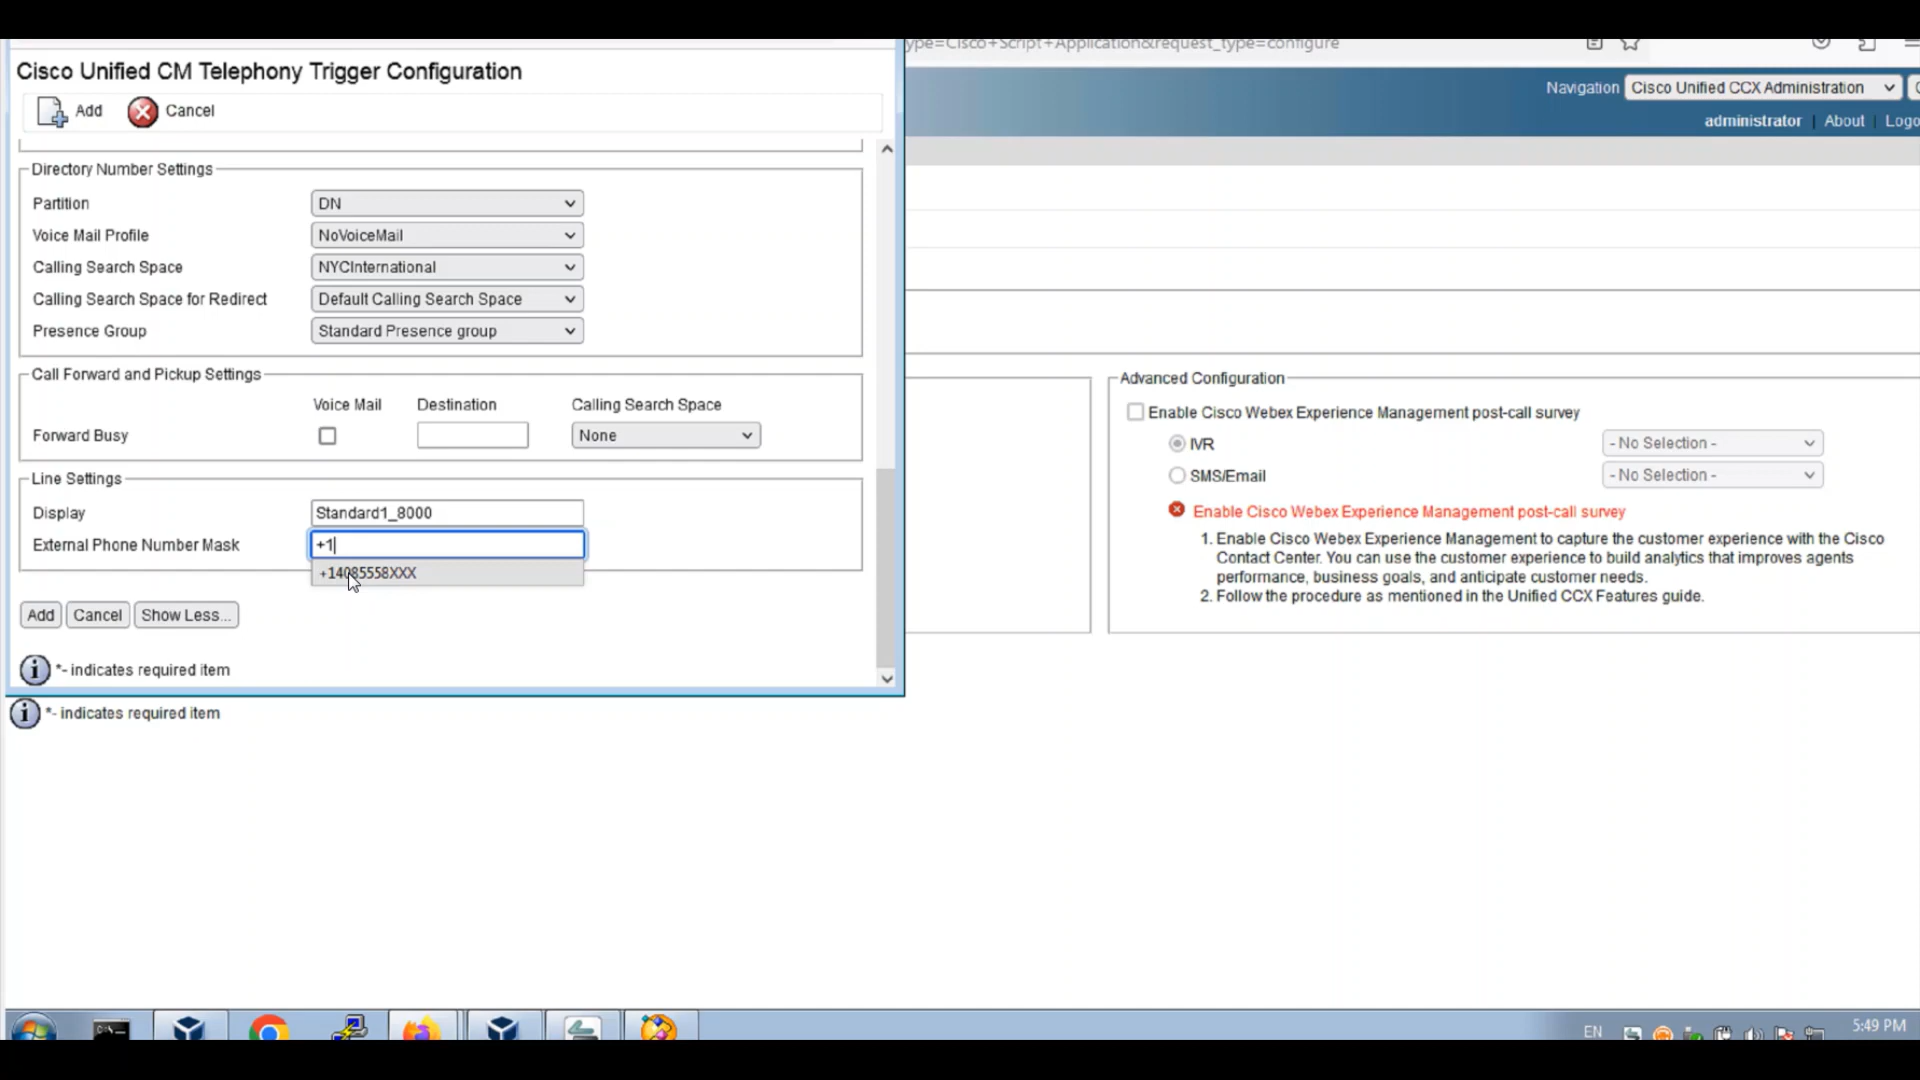 ype=Cisco+Script+Application&request_type=configure
Cisco Unified CM Telephony Trigger Configuration
Navigation Cisco Unified CCX Administration
Add Cancel
administrator | About | Logo
Directory Number Settings
Partition DN
Voice Mail Profile NoVoiceMail
Calling Search Space NYCInternational
Calling Search Space for Redirect Default Calling Search Space
Presence Group Standard Presence group
Call Forward and Pickup Settings
Voice Mail Destination Calling Search Space
Forward Busy None
Line Settings
Display Standard1_8000
External Phone Number Mask +1
+14085558XXX
Add Cancel Show Less...
*- indicates required item
*- indicates required item
Advanced Configuration
Enable Cisco Webex Experience Management post-call survey
IVR - No Selection -
SMS/Email - No Selection -
Enable Cisco Webex Experience Management post-call survey
1. Enable Cisco Webex Experience Management to capture the customer experience with the Cisco
Contact Center. You can use the customer experience to build analytics that improves agents
performance, business goals, and anticipate customer needs.
2. Follow the procedure as mentioned in the Unified CCX Features guide.
EN 5:49 PM